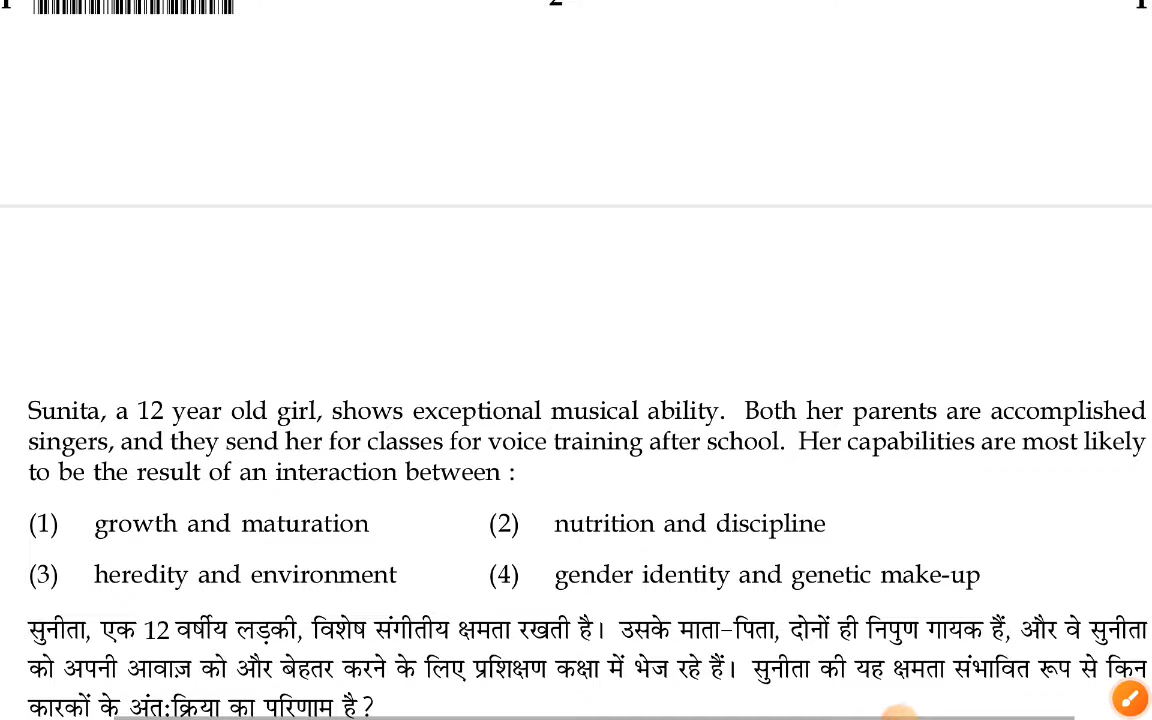 Sunita, a 12 year old girl, shows exceptional musical ability. Both her parents are accomplished
singers, and they send her for classes for voice training after school. Her capabilities are most likely
to be the result of an interaction between :
(1) growth and maturation (2) nutrition and discipline
(3) heredity and environment (4) gender identity and genetic make-up
सुनीता, एक 12 वर्षीय लड़की, विशेष संगीतीय क्षमता रखती है। उसके माता-पिता, दोनों ही निपुण गायक हैं, और वे सुनीता
को अपनी आवाज़ को और बेहतर करने के लिए प्रशिक्षण कक्षा में भेज रहे हैं। सुनीता की यह क्षमता संभावित रूप से किन
कारकों के अंत:क्रिया का परिणाम है?